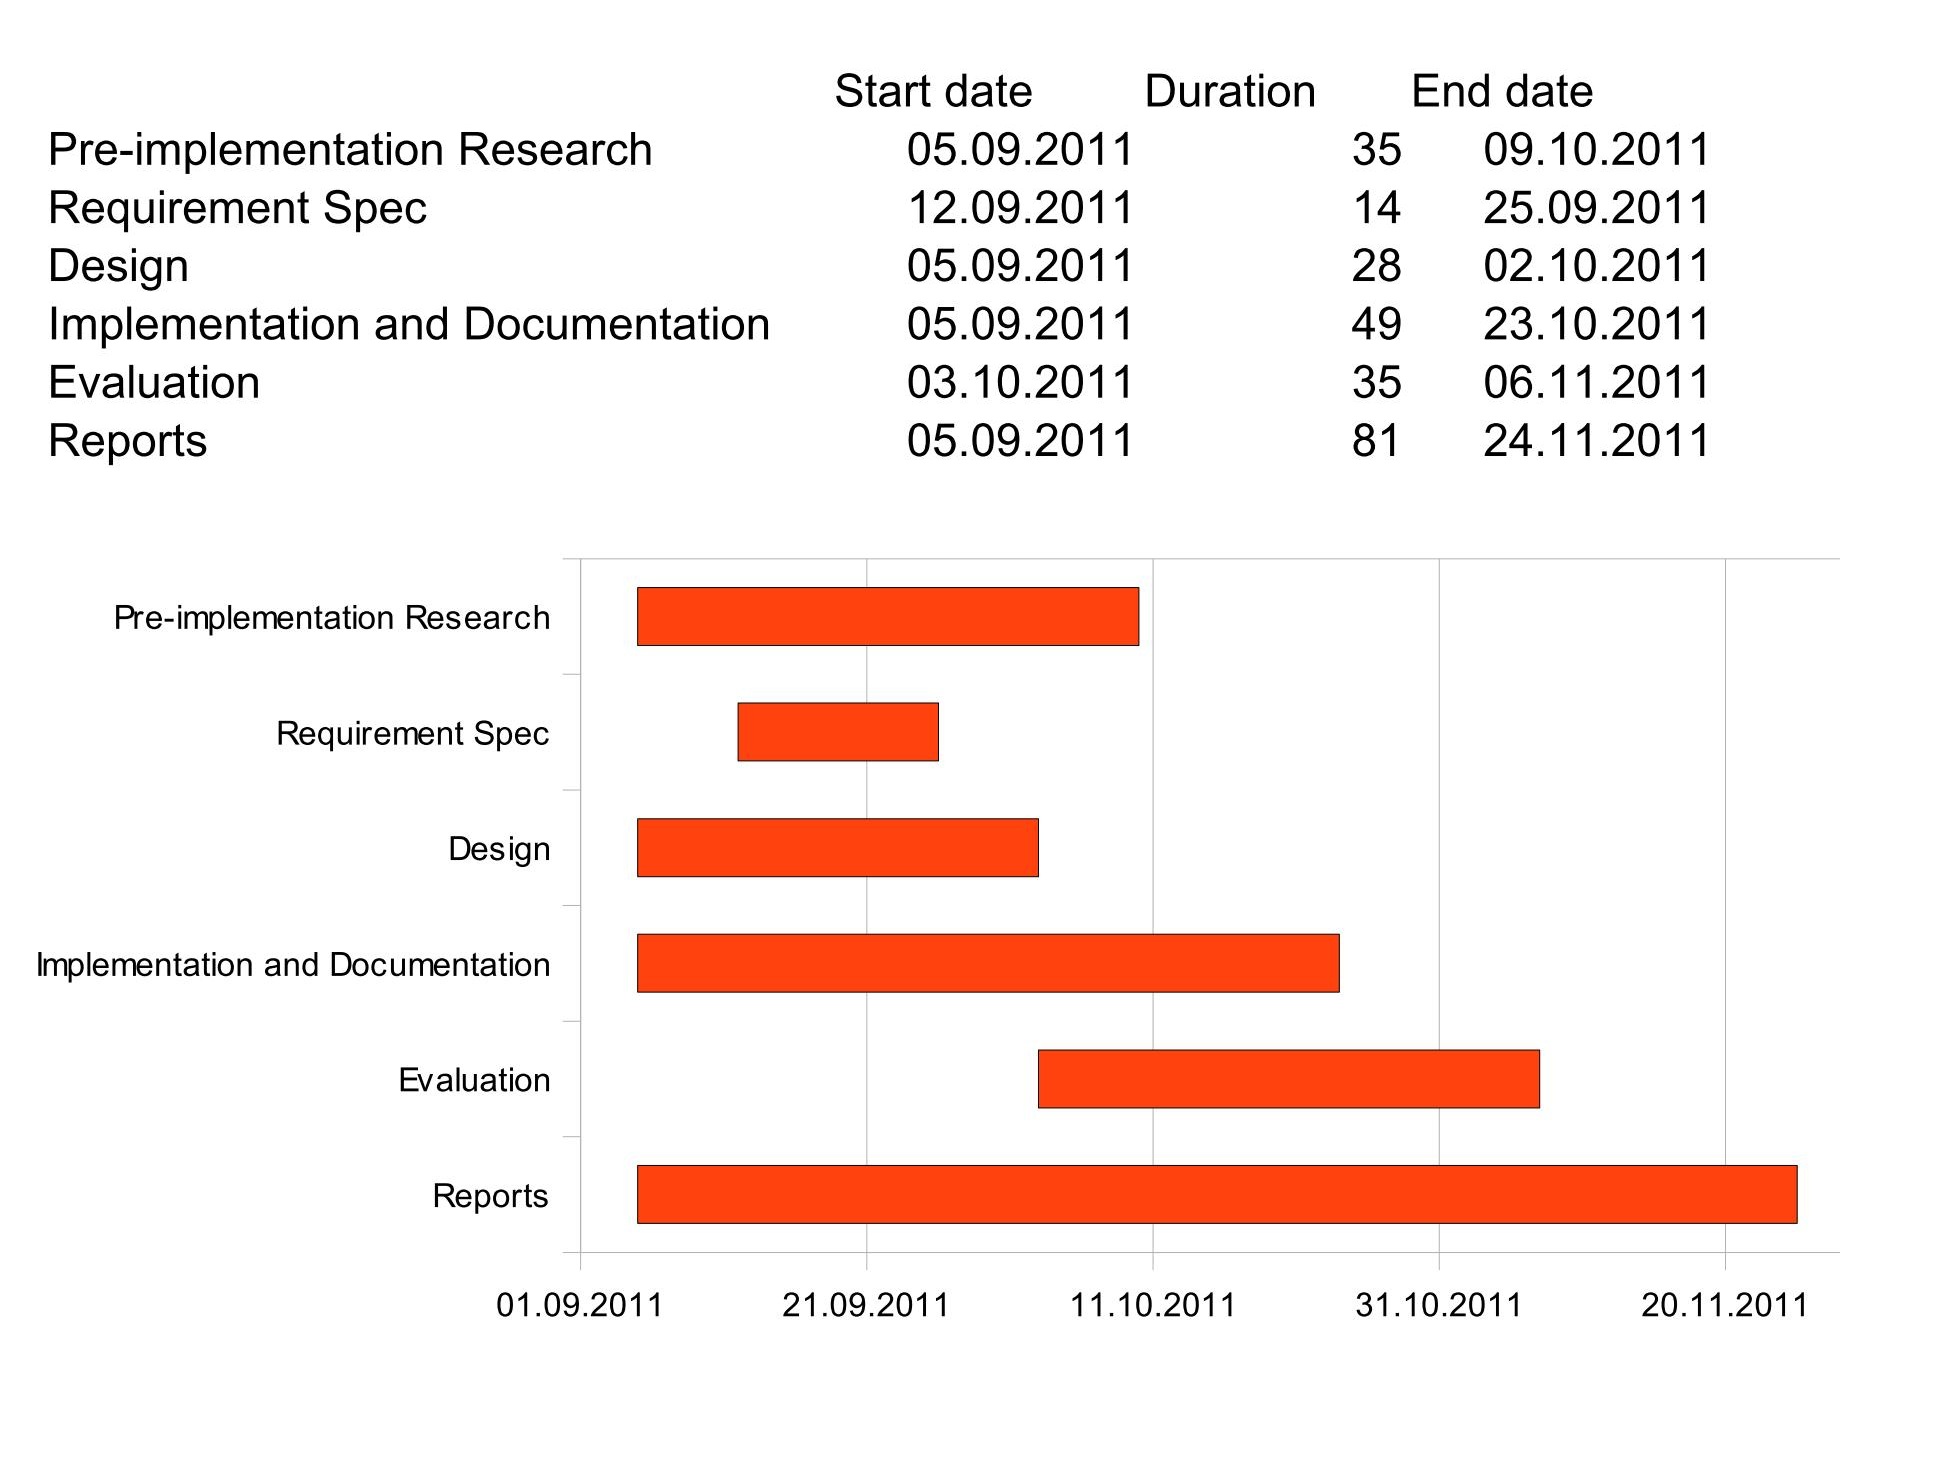 Start date Duration End date
Pre-implementation Research 05.09.2011 35 09.10.2011
Requirement Spec 12.09.2011 14 25.09.2011
Design 05.09.2011 28 02.10.2011
Implementation and Documentation 05.09.2011 49 23.10.2011
Evaluation 03.10.2011 35 06.11.2011
Reports 05.09.2011 81 24.11.2011
Pre-implementation Research
Requirement Spec
Design
Implementation and Documentation
Evaluation
Reports
01.09.2011 21.09.2011 11.10.2011 31.10.2011 20.11.2011